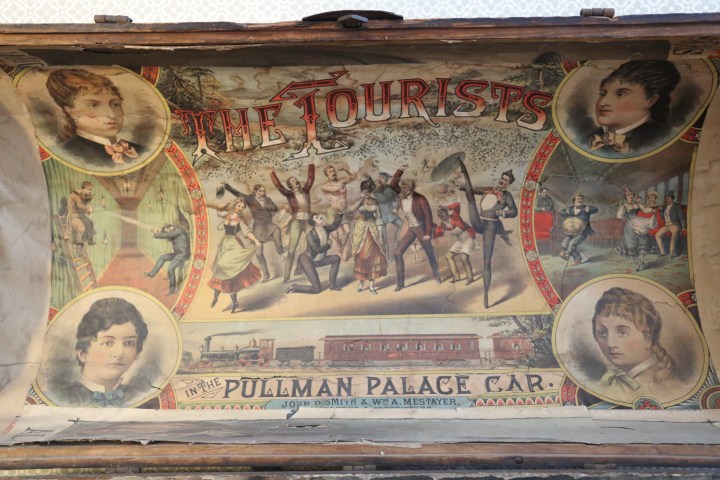 THE TOURISTS
IN THE PULLMAN PALACE CAR.
JOHN D. SMITH & WM A. MESTAYER.